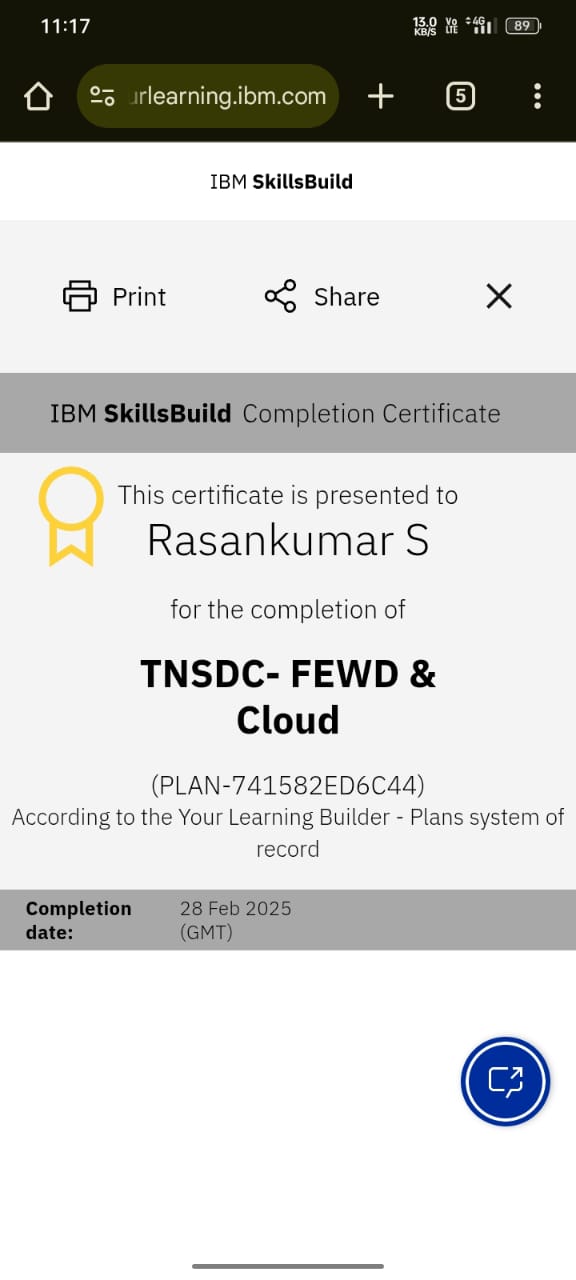 11:17
13.0 KB/S Vo LTE 4G 89
urlearning.ibm.com
5
IBM SkillsBuild
Print
Share
IBM SkillsBuild Completion Certificate
This certificate is presented to
Rasankumar S
for the completion of
TNSDC- FEWD &
Cloud
(PLAN-741582ED6C44)
According to the Your Learning Builder - Plans system of
record
Completion date: 28 Feb 2025 (GMT)